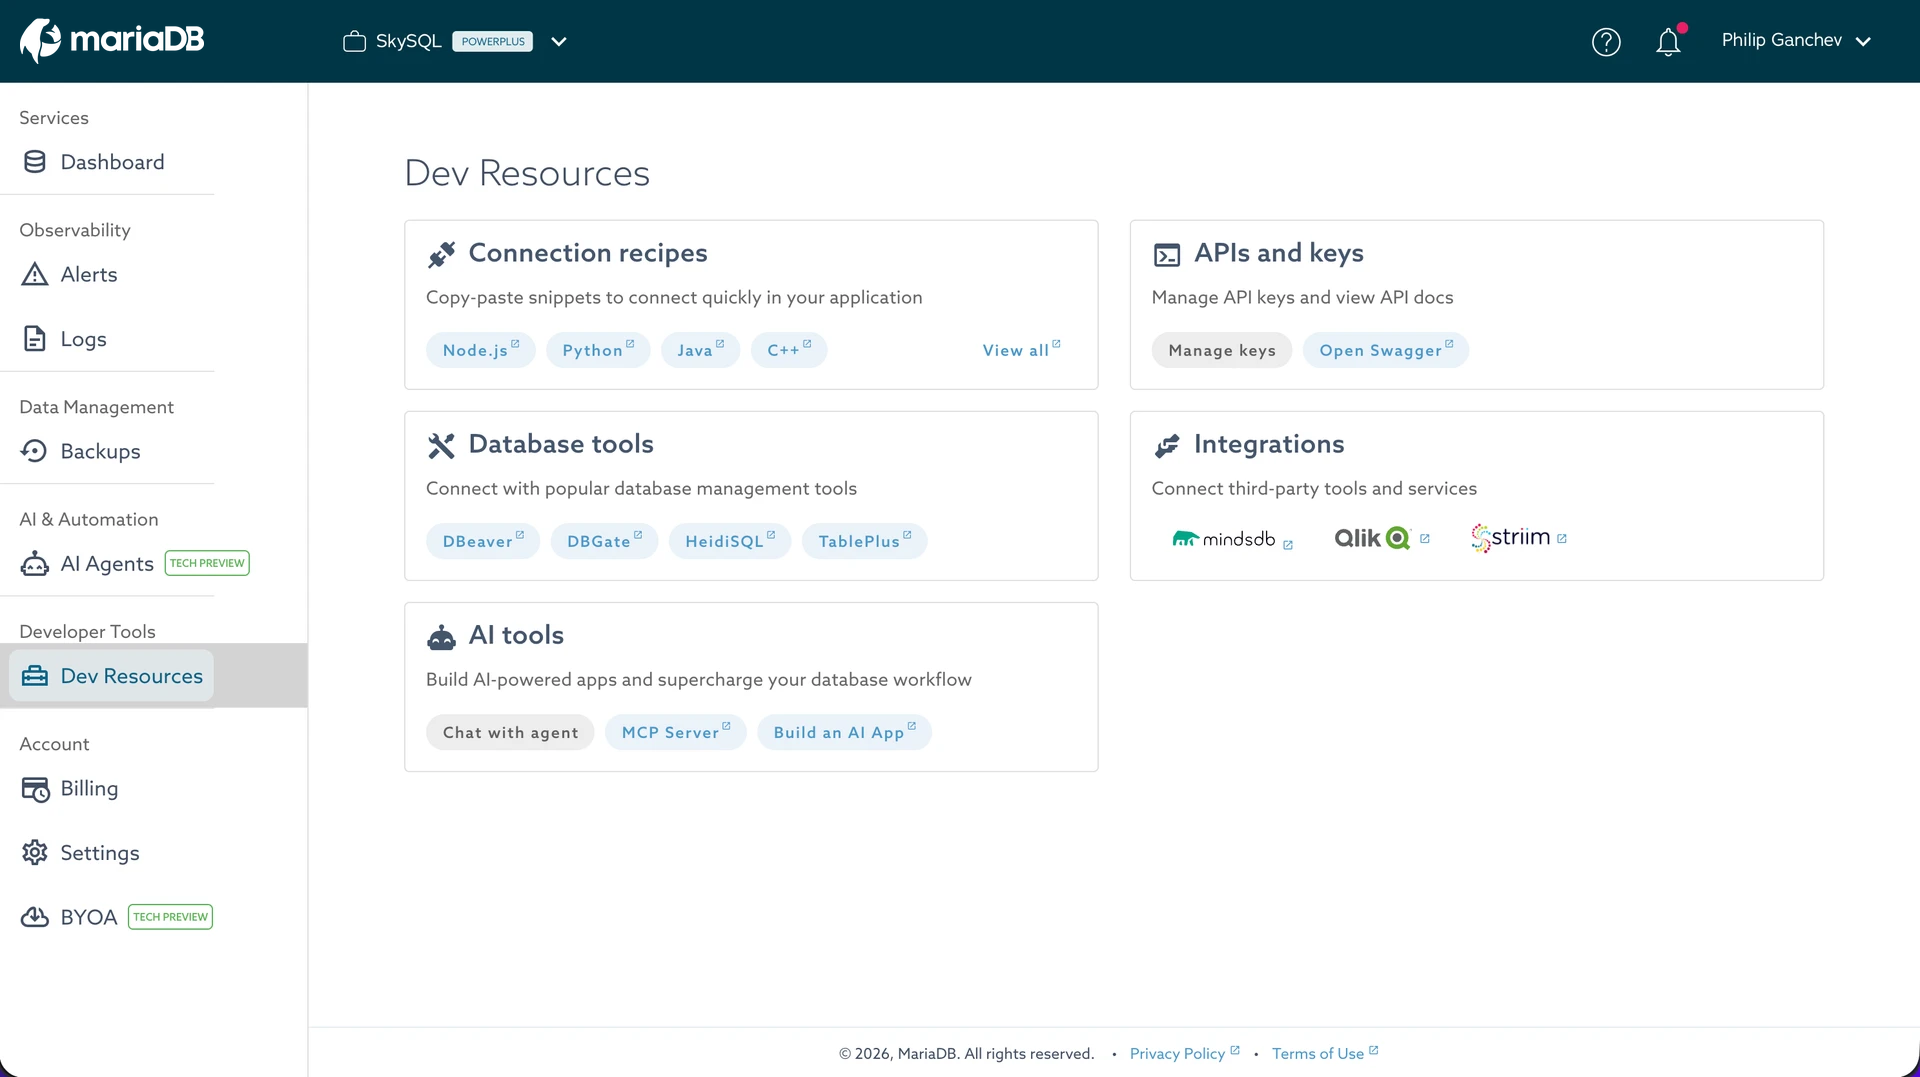 mariaDB
SkySQL POWERPLUS
Philip Ganchev
Services
Dashboard
Observability
Alerts
Logs
Data Management
Backups
AI & Automation
AI Agents TECH PREVIEW
Developer Tools
Dev Resources
Account
Billing
Settings
BYOA TECH PREVIEW
Dev Resources
Connection recipes
Copy-paste snippets to connect quickly in your application
Node.js Python Java C++ View all
APIs and keys
Manage API keys and view API docs
Manage keys Open Swagger
Database tools
Connect with popular database management tools
DBeaver DBGate HeidiSQL TablePlus
Integrations
Connect third-party tools and services
mindsdb Qlik striim
AI tools
Build AI-powered apps and supercharge your database workflow
Chat with agent MCP Server Build an AI App
© 2026, MariaDB. All rights reserved. • Privacy Policy • Terms of Use